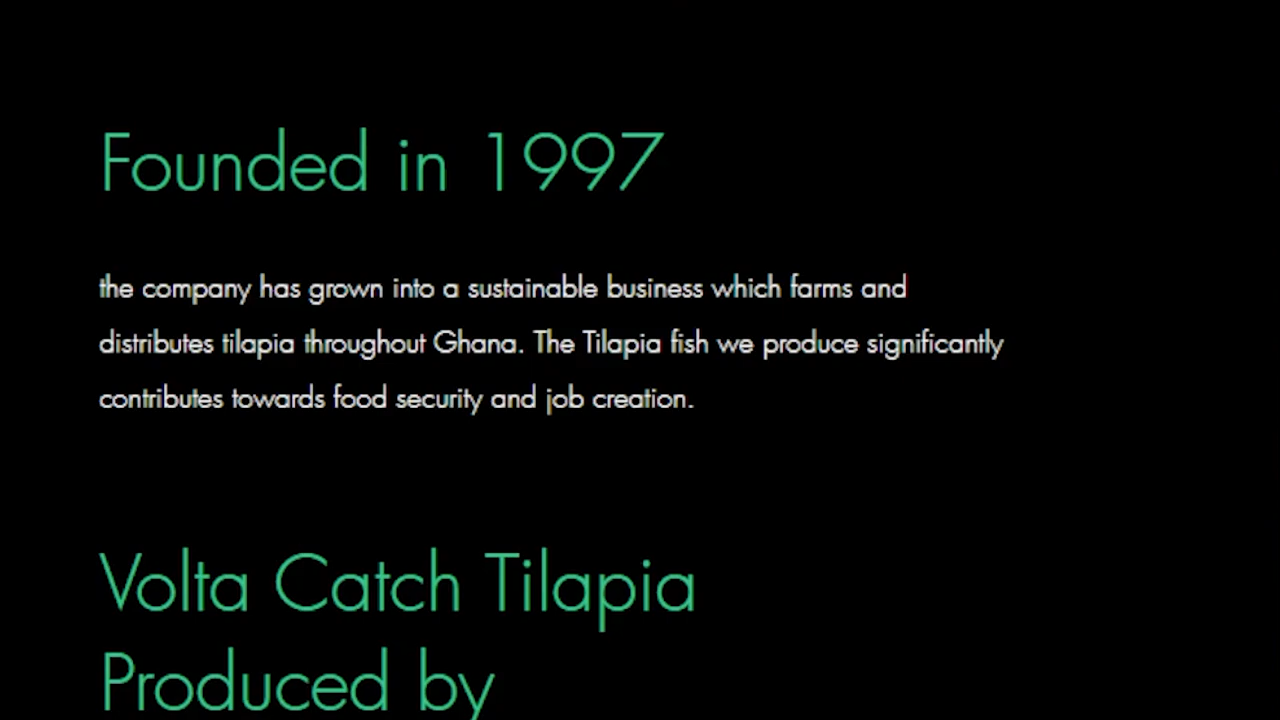 Founded in 1997
the company has grown into a sustainable business which farms and
distributes tilapia throughout Ghana. The Tilapia fish we produce significantly
contributes towards food security and job creation.
Volta Catch Tilapia
Produced by